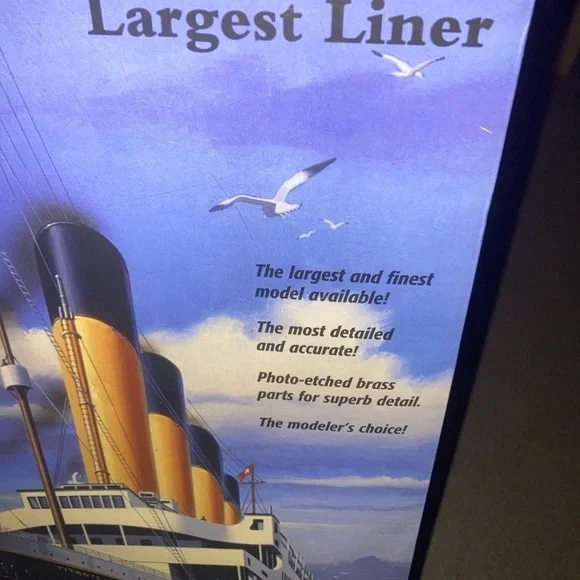 Largest Liner
The largest and finest
model available!
The most detailed
and accurate!
Photo-etched brass
parts for superb detail.
The modeler's choice!
TITANIC